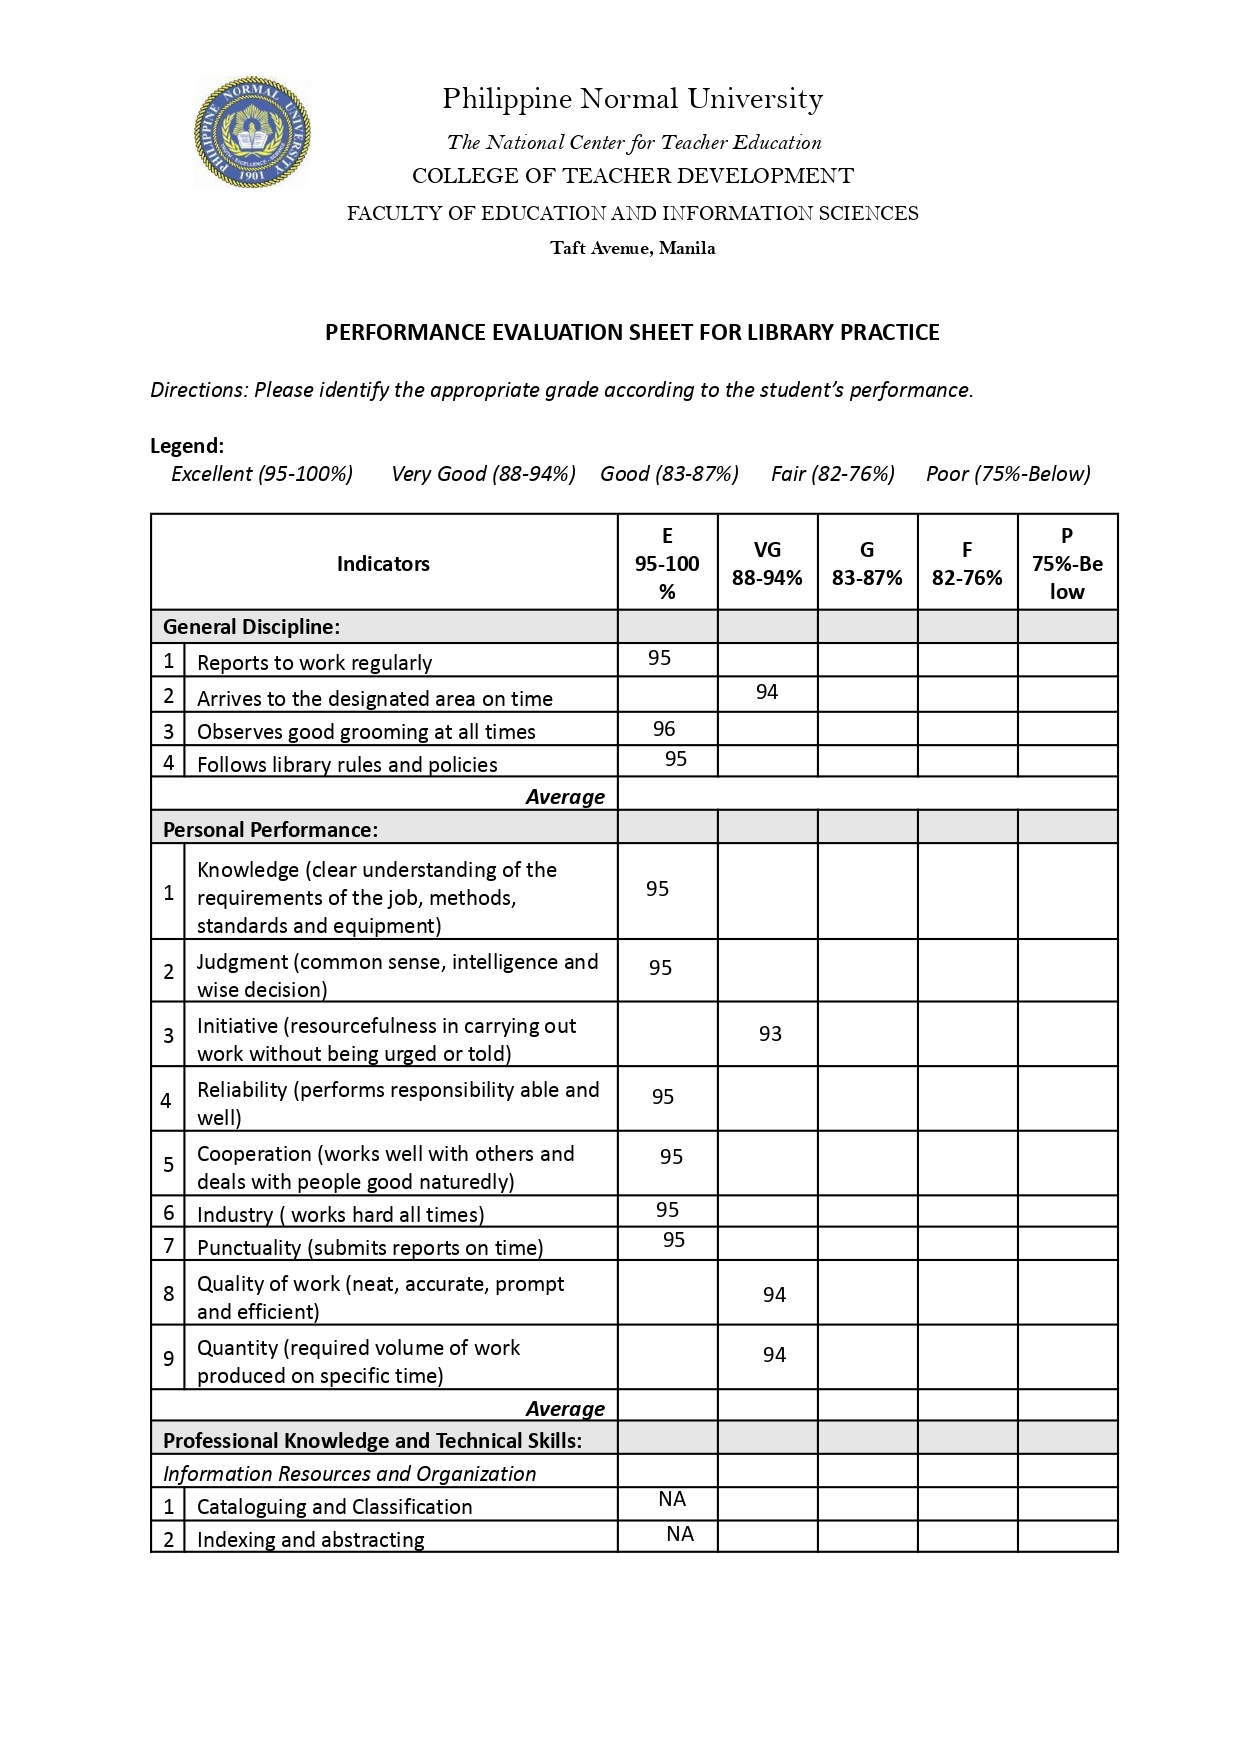 PHILIPPINE NORMAL UNIVERSITY
1901
Philippine Normal University
The National Center for Teacher Education
COLLEGE OF TEACHER DEVELOPMENT
FACULTY OF EDUCATION AND INFORMATION SCIENCES
Taft Avenue, Manila
PERFORMANCE EVALUATION SHEET FOR LIBRARY PRACTICE
Directions: Please identify the appropriate grade according to the student’s performance.
Legend:
Excellent (95-100%) Very Good (88-94%) Good (83-87%) Fair (82-76%) Poor (75%-Below)
Indicators
E
95-100
%
VG
88-94%
G
83-87%
F
82-76%
P
75%-Be
low
General Discipline:
1 Reports to work regularly 95
2 Arrives to the designated area on time 94
3 Observes good grooming at all times 96
4 Follows library rules and policies 95
Average
Personal Performance:
1 Knowledge (clear understanding of the
requirements of the job, methods,
standards and equipment)
95
2 Judgment (common sense, intelligence and
wise decision)
95
3 Initiative (resourcefulness in carrying out
work without being urged or told)
93
4 Reliability (performs responsibility able and
well)
95
5 Cooperation (works well with others and
deals with people good naturedly)
95
6 Industry ( works hard all times) 95
7 Punctuality (submits reports on time) 95
8 Quality of work (neat, accurate, prompt
and efficient)
94
9 Quantity (required volume of work
produced on specific time)
94
Average
Professional Knowledge and Technical Skills:
Information Resources and Organization
1 Cataloguing and Classification NA
2 Indexing and abstracting NA